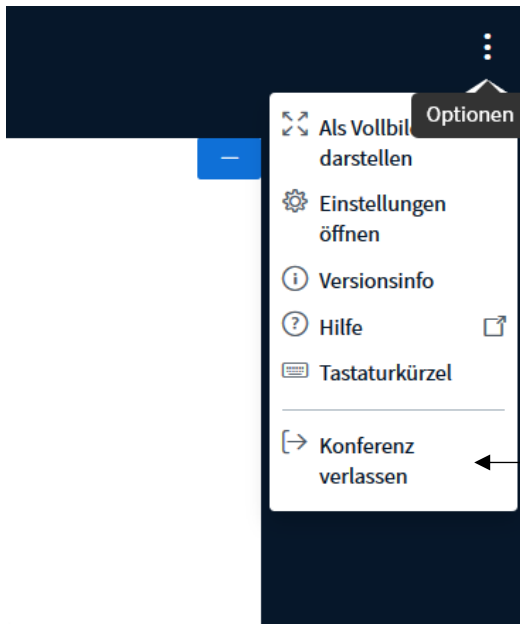 Optionen
Als Vollbil
darstellen
Einstellungen
öffnen
Versionsinfo
Hilfe
Tastaturkürzel
Konferenz
verlassen